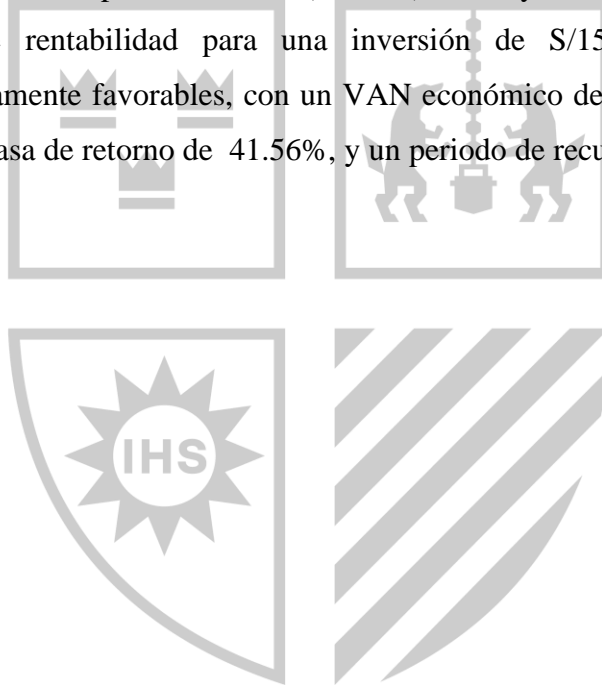 rentabilidad para una inversión de S/15
amente favorables, con un VAN económico de
asa de retorno de 41.56%, y un periodo de recu
IHS